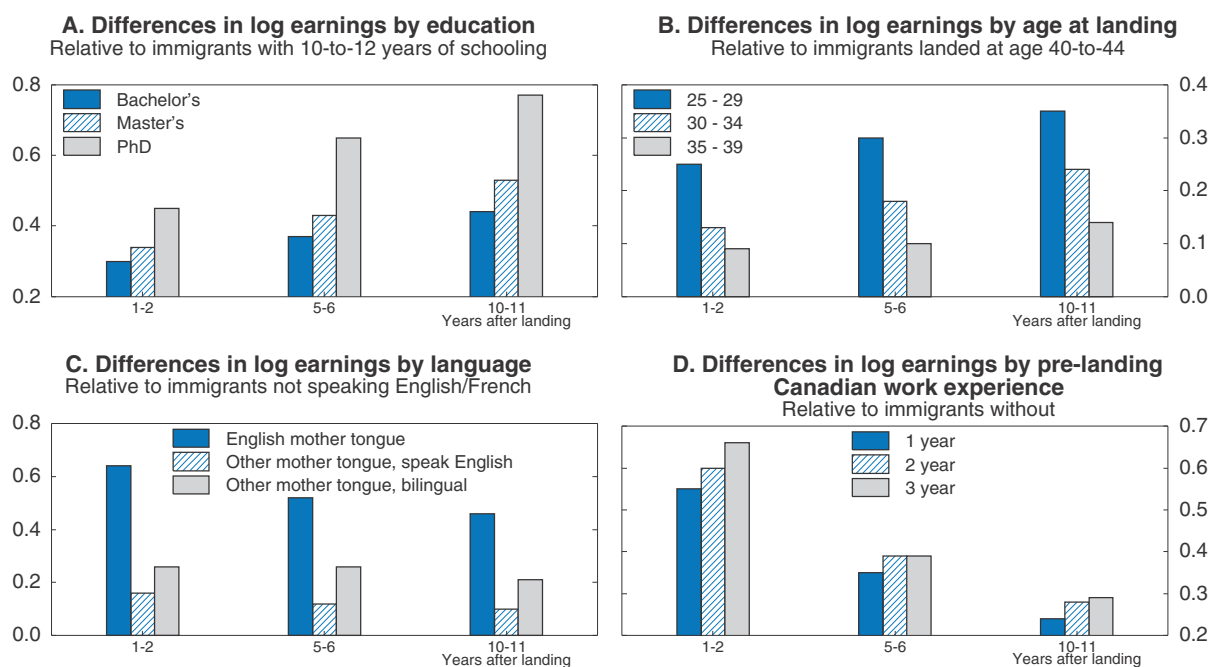 A. Differences in log earnings by education
Relative to immigrants with 10-to-12 years of schooling
0.8
0.6
0.4
0.2
Bachelor's
Master's
PhD
1-2
5-6
10-11
Years after landing
B. Differences in log earnings by age at landing
Relative to immigrants landed at age 40-to-44
0.4
0.3
0.2
0.1
0.0
25 - 29
30 - 34
35 - 39
1-2
5-6
10-11
Years after landing
C. Differences in log earnings by language
Relative to immigrants not speaking English/French
0.8
0.6
0.4
0.2
0.0
English mother tongue
Other mother tongue, speak English
Other mother tongue, bilingual
1-2
5-6
10-11
Years after landing
D. Differences in log earnings by pre-landing
Canadian work experience
Relative to immigrants without
0.7
0.6
0.5
0.4
0.3
0.2
1 year
2 year
3 year
1-2
5-6
10-11
Years after landing